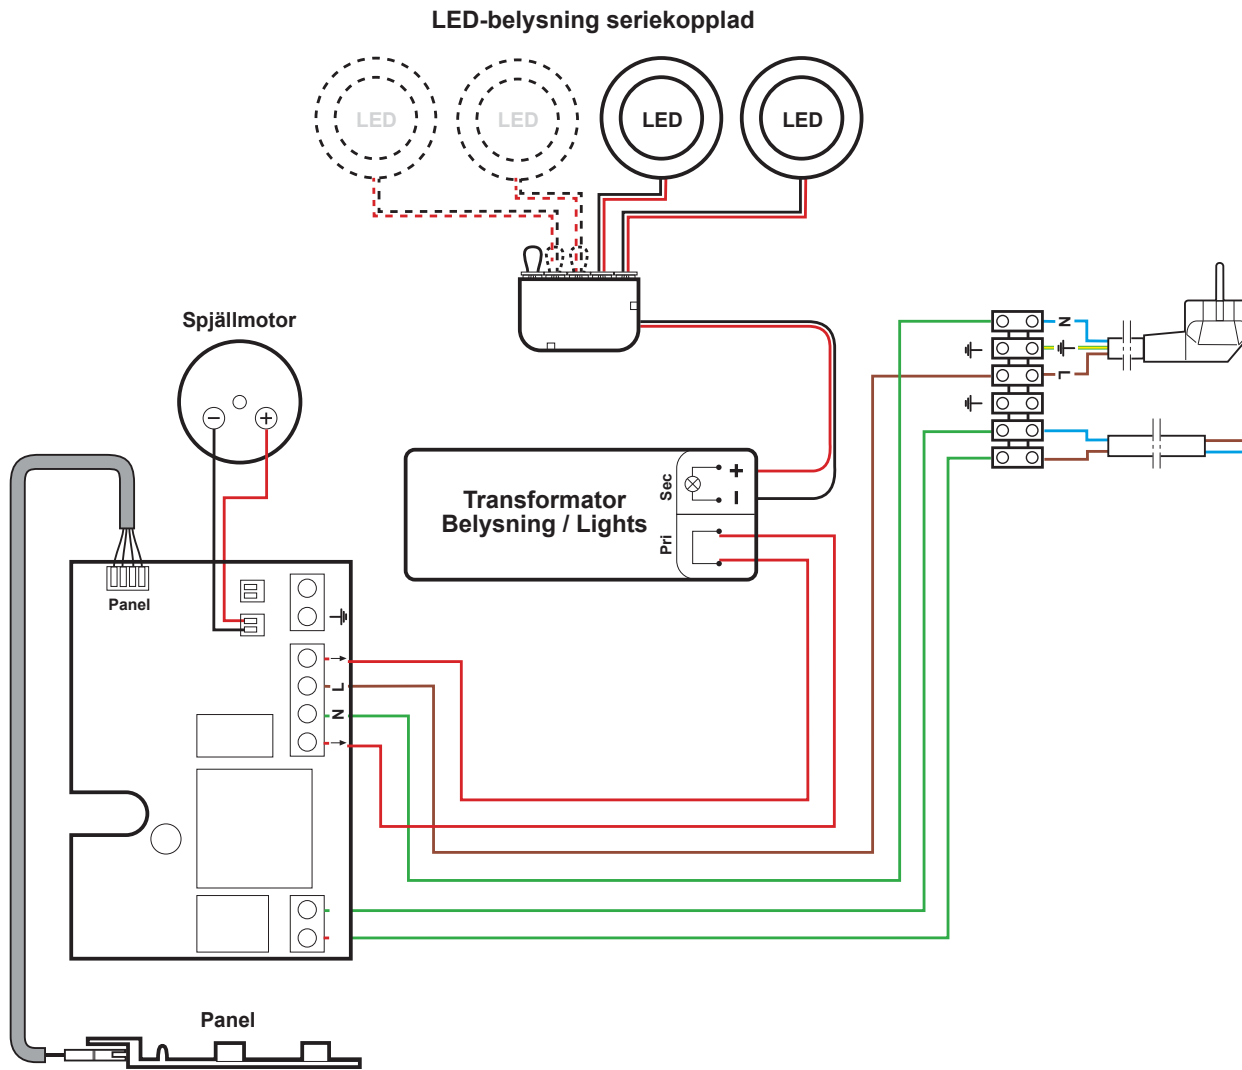 LED-belysning seriekopplad
LED
LED
LED
LED
Spjällmotor
N
L
Transformator
Belysning / Lights
Sec
Pri
+
−
−
+
Panel
L
N
Panel